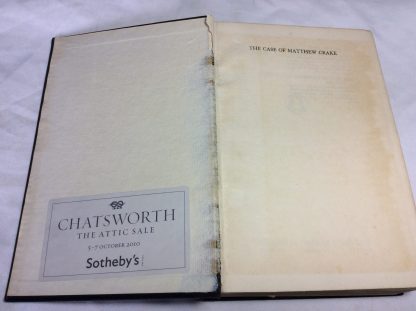 CHATSWORTH
THE ATTIC SALE
5-7 OCTOBER 2010
Sotheby's
THE CASE OF MATTHEW CRAKE